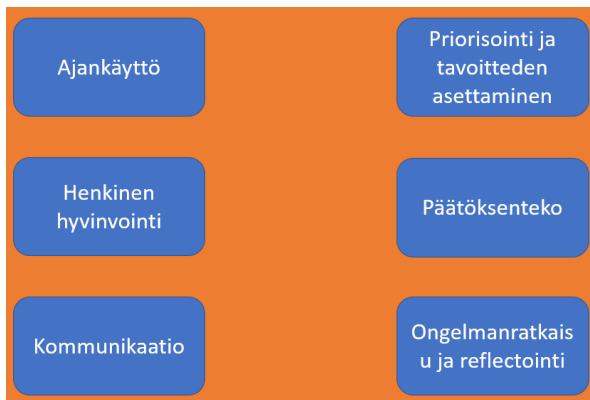 Ajankäyttö
Priorisointi ja
tavoitteden
asettaminen
Henkinen
hyvinvointi
Päätöksenteko
Kommunikaatio
Ongelmanratkais
u ja reflectointi